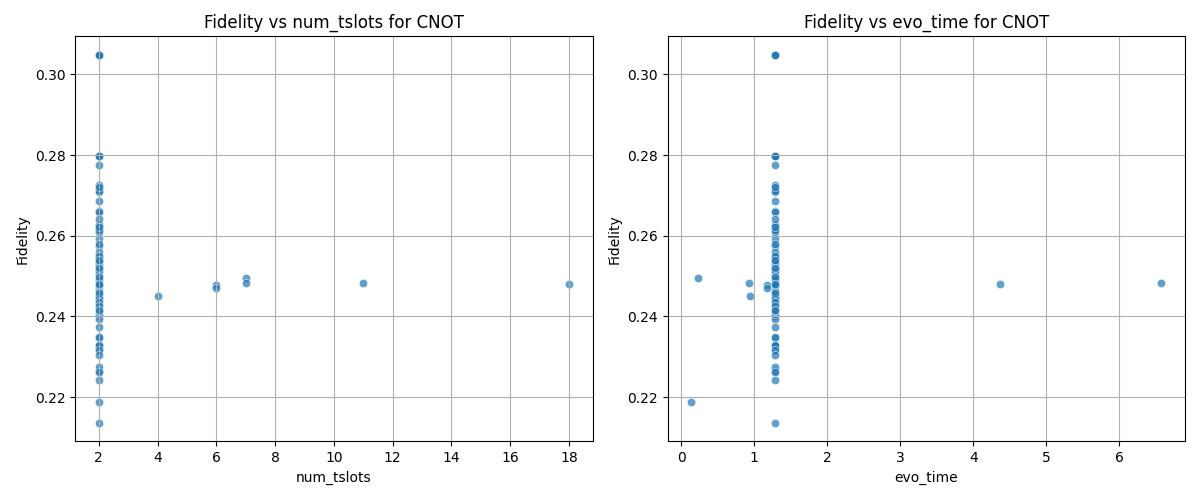 Fidelity vs num_tslots for CNOT
Fidelity
0.30
0.28
0.26
0.24
0.22
2 4 6 8 10 12 14 16 18
num_tslots
Fidelity vs evo_time for CNOT
Fidelity
0.30
0.28
0.26
0.24
0.22
0 1 2 3 4 5 6
evo_time